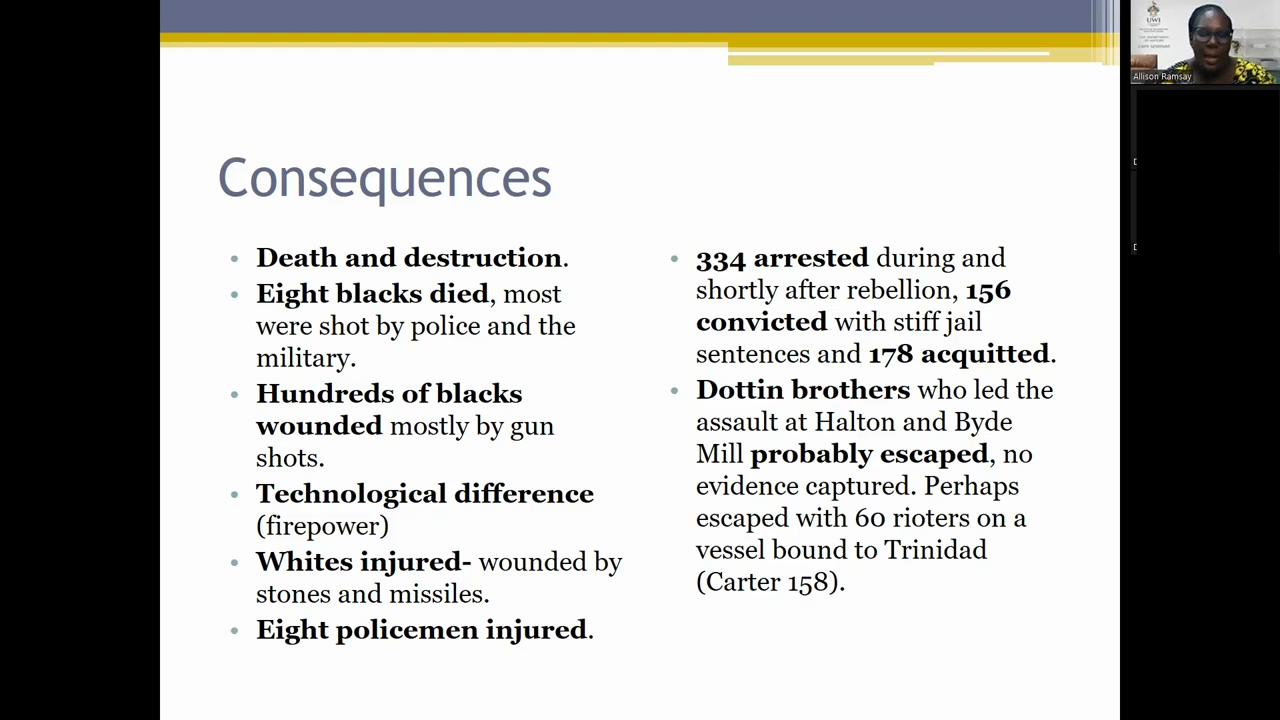 Consequences
• Death and destruction.
• Eight blacks died, most
were shot by police and the
military.
• Hundreds of blacks
wounded mostly by gun
shots.
• Technological difference
(firepower)
• Whites injured- wounded by
stones and missiles.
• Eight policemen injured.
• 334 arrested during and
shortly after rebellion, 156
convicted with stiff jail
sentences and 178 acquitted.
• Dottin brothers who led the
assault at Halton and Byde
Mill probably escaped, no
evidence captured. Perhaps
escaped with 60 rioters on a
vessel bound to Trinidad
(Carter 158).
UWI
Allison Ramsay